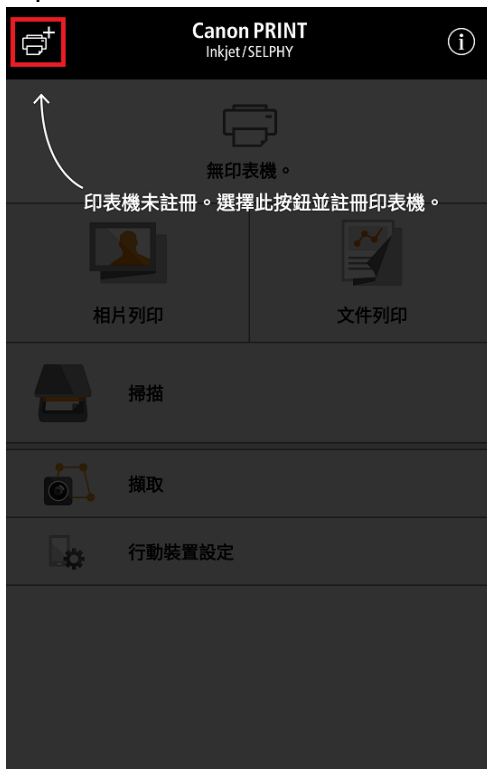 Canon PRINT
Inkjet/SELPHY
無印表機。
印表機未註冊。選擇此按鈕並註冊印表機。
相片列印
文件列印
掃描
擷取
行動裝置設定